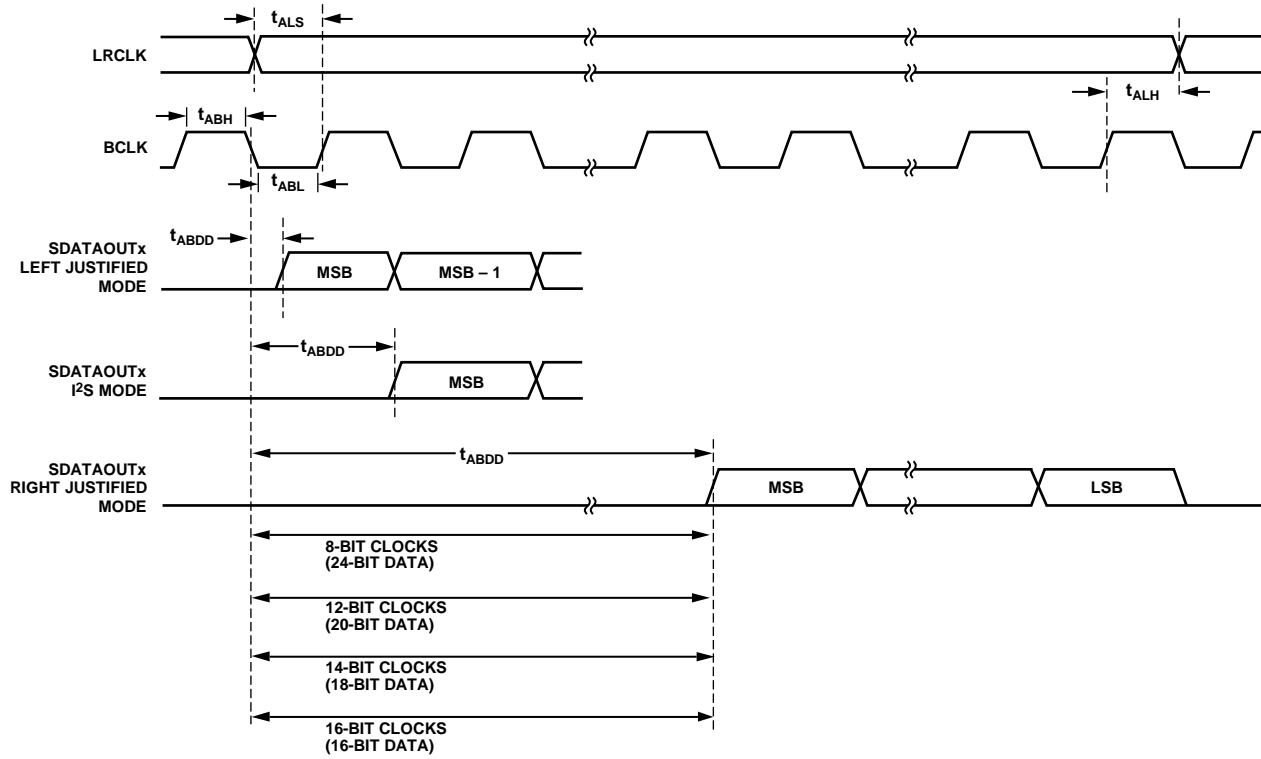 tALS
LRCLK
tALH
tABH
BCLK
tABL
tABDD
SDATAOUTx
LEFT JUSTIFIED
MODE
MSB
MSB – 1
tABDD
SDATAOUTx
I2S MODE
MSB
tABDD
SDATAOUTx
RIGHT JUSTIFIED
MODE
MSB
LSB
8-BIT CLOCKS
(24-BIT DATA)
12-BIT CLOCKS
(20-BIT DATA)
14-BIT CLOCKS
(18-BIT DATA)
16-BIT CLOCKS
(16-BIT DATA)